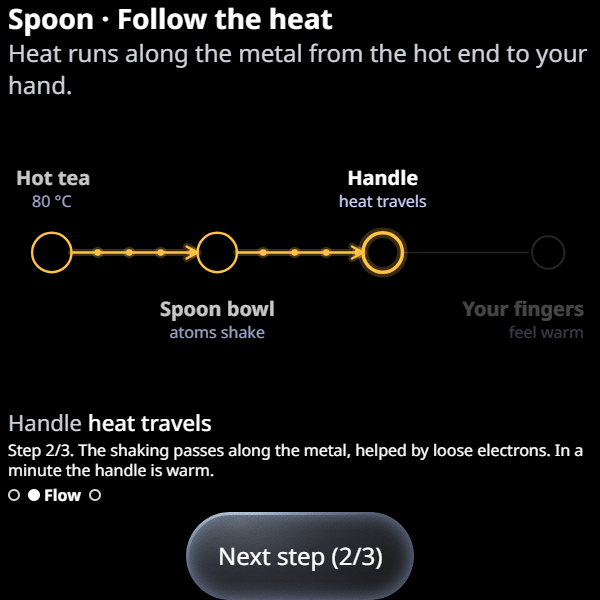 Spoon · Follow the heat
Heat runs along the metal from the hot end to your
hand.
Hot tea
80 °C
Handle
heat travels
Spoon bowl
atoms shake
Your fingers
feel warm
Handle heat travels
Step 2/3. The shaking passes along the metal, helped by loose electrons. In a
minute the handle is warm.
Flow
Next step (2/3)